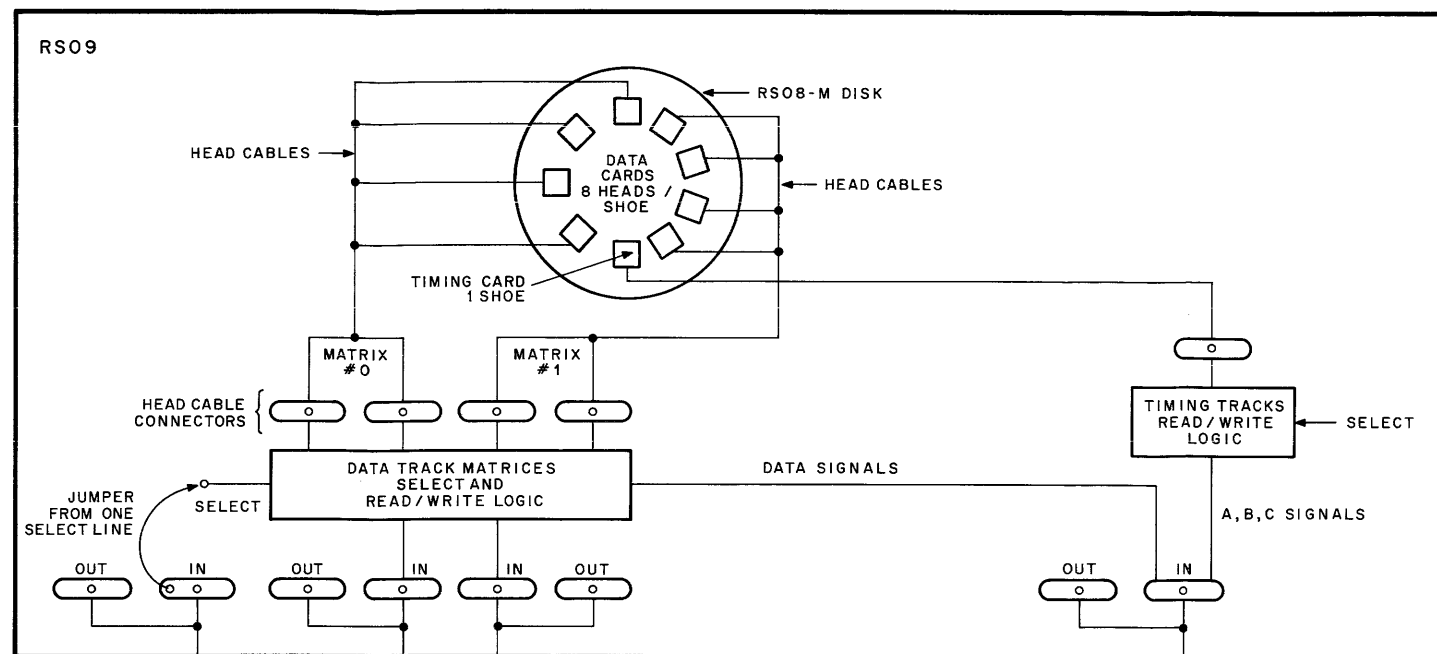 RS09
RS08-M DISK
HEAD CABLES
DATA
CARDS
8 HEADS /
SHOE
HEAD CABLES
TIMING CARD
1 SHOE
MATRIX
#0
MATRIX
#1
HEAD CABLE
CONNECTORS
TIMING TRACKS
READ/WRITE
LOGIC
SELECT
DATA TRACK MATRICES
SELECT AND
READ/WRITE LOGIC
DATA SIGNALS
JUMPER
FROM ONE
SELECT LINE
SELECT
A,B,C SIGNALS
OUT
IN
OUT
IN
IN
OUT
OUT
IN